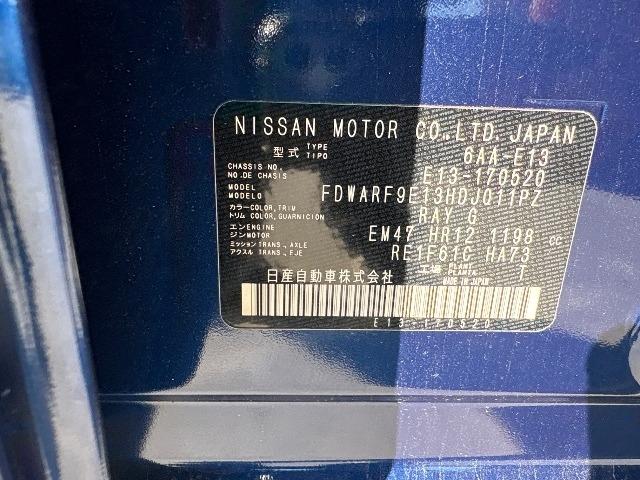 NISSAN MOTOR CO.,LTD. JAPAN
型式 TYPE TIPO 6AA-E13
CHASSIS NO. NO.DE CHASIS E13-170520
MODEL MODELO FDWARF9E13HDJ011PZ
カラー COLOR,TRIM トリム COLOR,GUARNICION RAY G
エンジン ENGINE MOTOR EM47 HR12 1198 cc
ミッション TRANS.,AXLE アクスル TRANS.,EJE RE1F61C HA73
工場 PLANT PLANTA T
日産自動車株式会社 MADE IN JAPAN
E13-170520